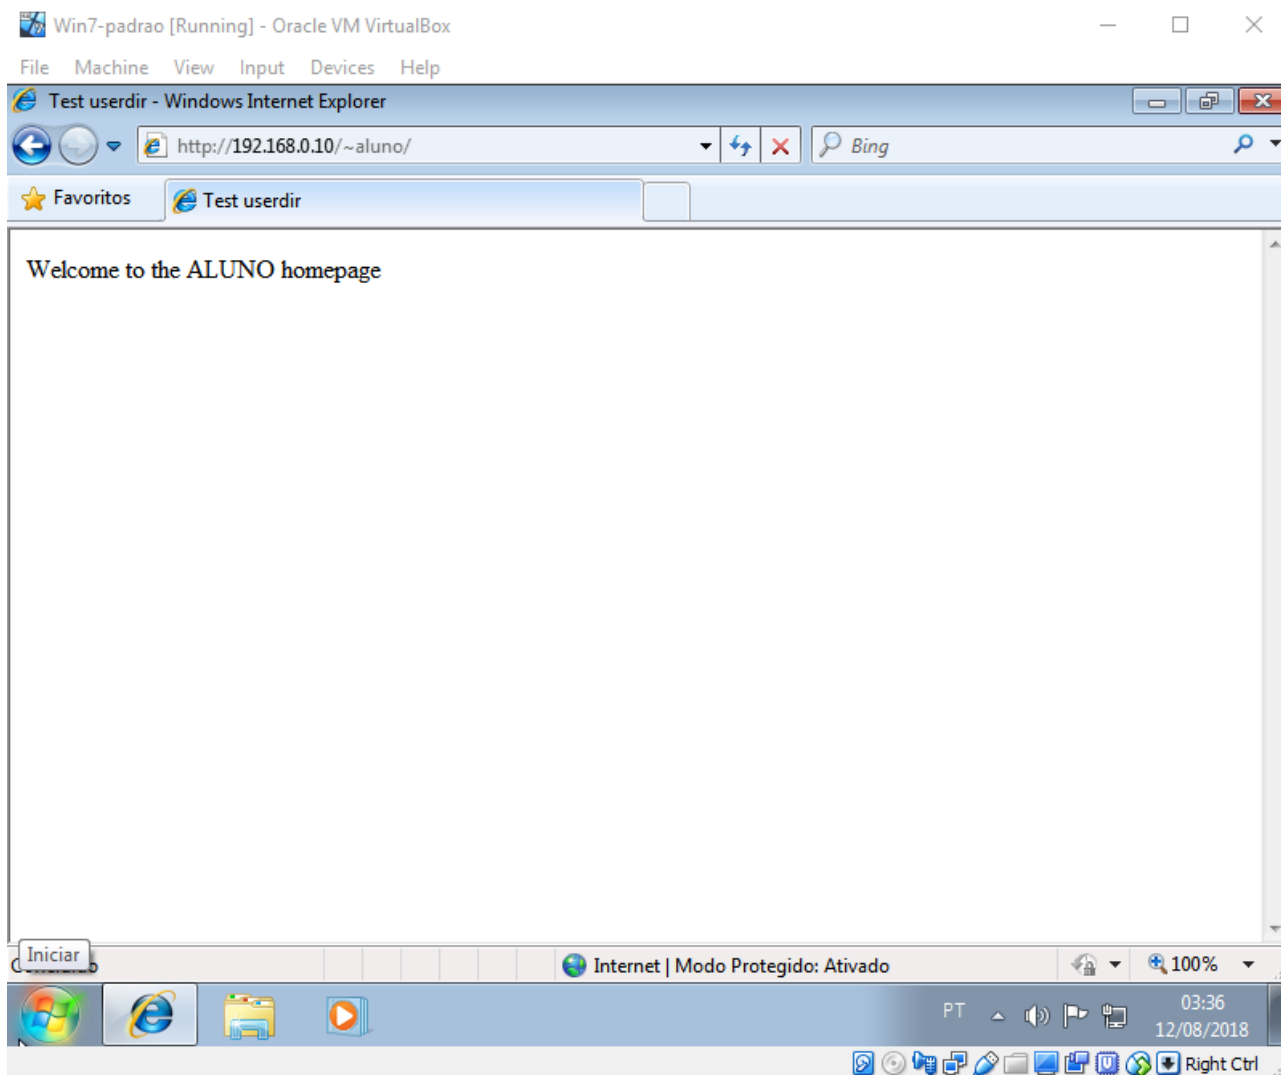 Win7-padrao [Running] - Oracle VM VirtualBox
File Machine View Input Devices Help
Test userdir - Windows Internet Explorer
http://192.168.0.10/~aluno/
Bing
Favoritos
Test userdir
Welcome to the ALUNO homepage
Iniciar
Internet | Modo Protegido: Ativado
100%
PT
03:36
12/08/2018
Right Ctrl